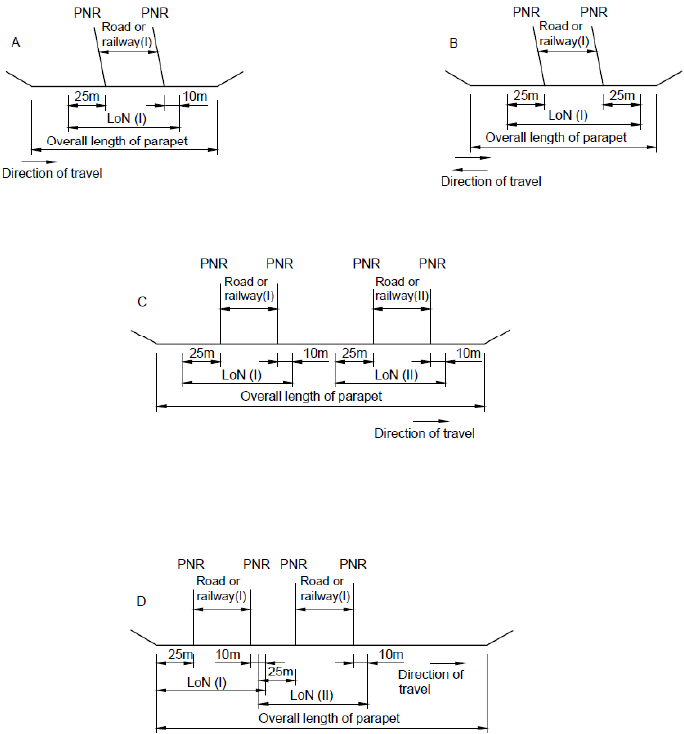 PNR PNR
A
Road or
railway(I)
25m 10m
LoN (I)
Overall length of parapet
Direction of travel
PNR PNR
B
Road or
railway(I)
25m 25m
LoN (I)
Overall length of parapet
Direction of travel
PNR PNR PNR PNR
C
Road or Road or
railway(I) railway(II)
25m 10m 25m 10m
LoN (I) LoN (II)
Overall length of parapet
Direction of travel
PNR PNR PNR PNR
D
Road or Road or
railway(I) railway(I)
25m 10m 10m
25m
Direction of
travel
LoN (I) LoN (II)
Overall length of parapet